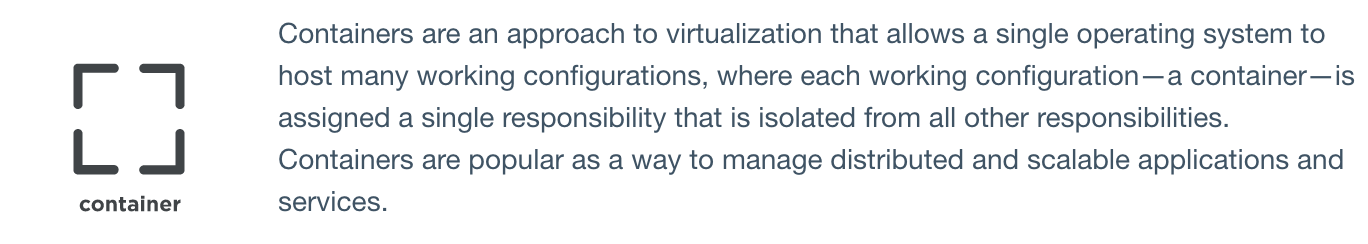 Containers are an approach to virtualization that allows a single operating system to
host many working configurations, where each working configuration—a container—is
assigned a single responsibility that is isolated from all other responsibilities.
Containers are popular as a way to manage distributed and scalable applications and
services.
container